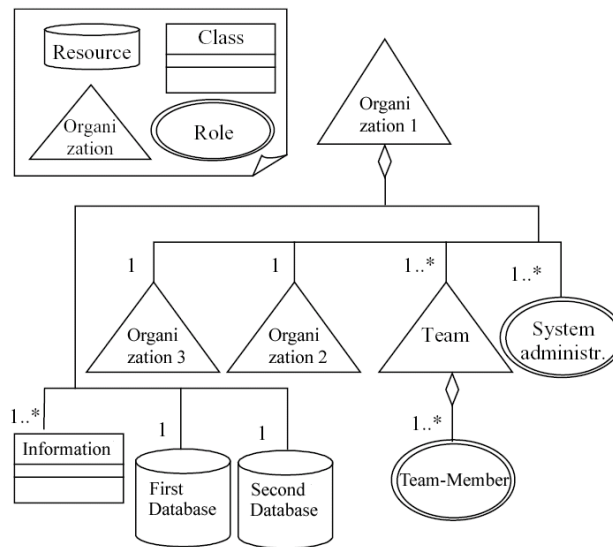 Resource
Class
Organi
zation
Role
Organi
zation 1
1
1
1..*
1..*
Organi
zation 3
Organi
zation 2
Team
System
administr.
1..*
1
1
1..*
Information
First
Database
Second
Database
Team-Member